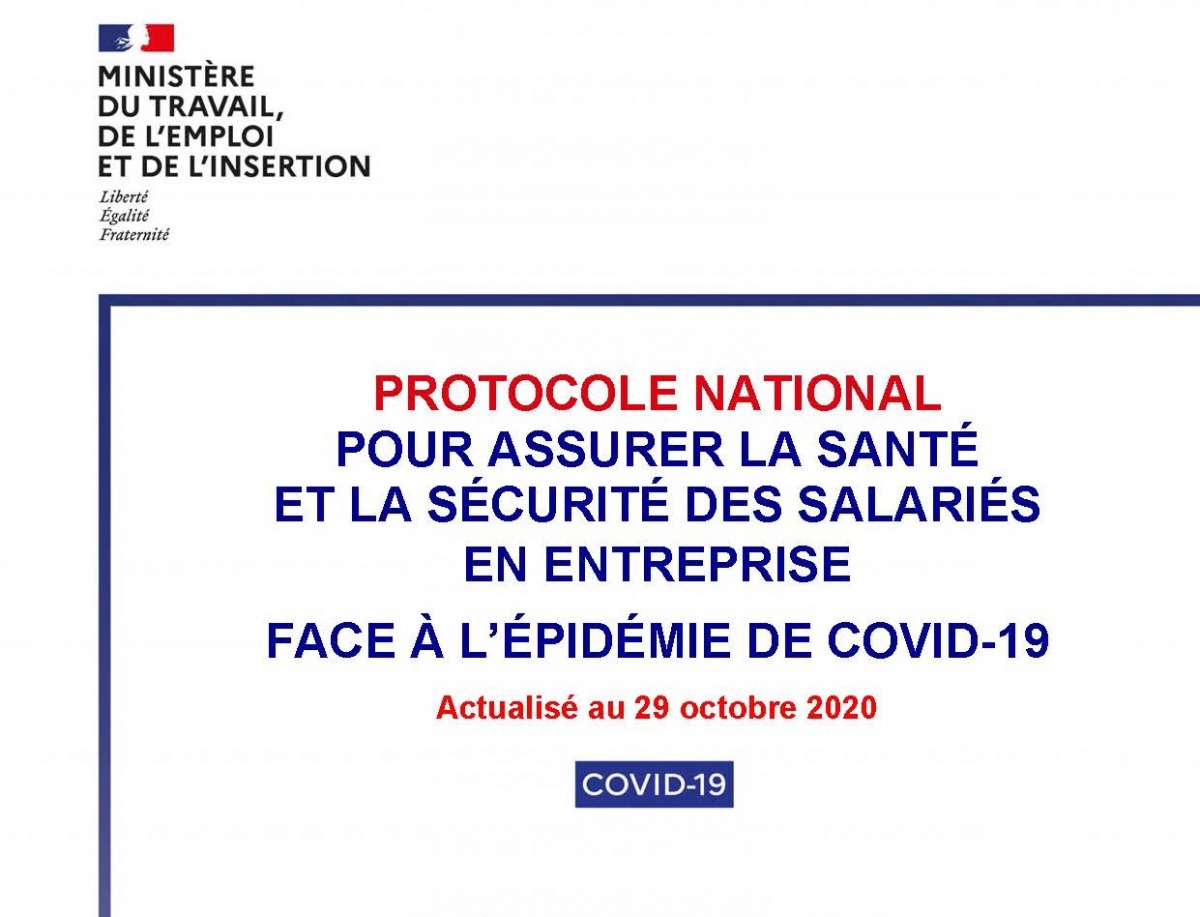 MINISTÈRE
DU TRAVAIL,
DE L'EMPLOI
ET DE L'INSERTION
Liberté
Égalité
Fraternité
PROTOCOLE NATIONAL
POUR ASSURER LA SANTÉ
ET LA SÉCURITÉ DES SALARIÉS
EN ENTREPRISE
FACE À L’ÉPIDÉMIE DE COVID-19
Actualisé au 29 octobre 2020
COVID-19